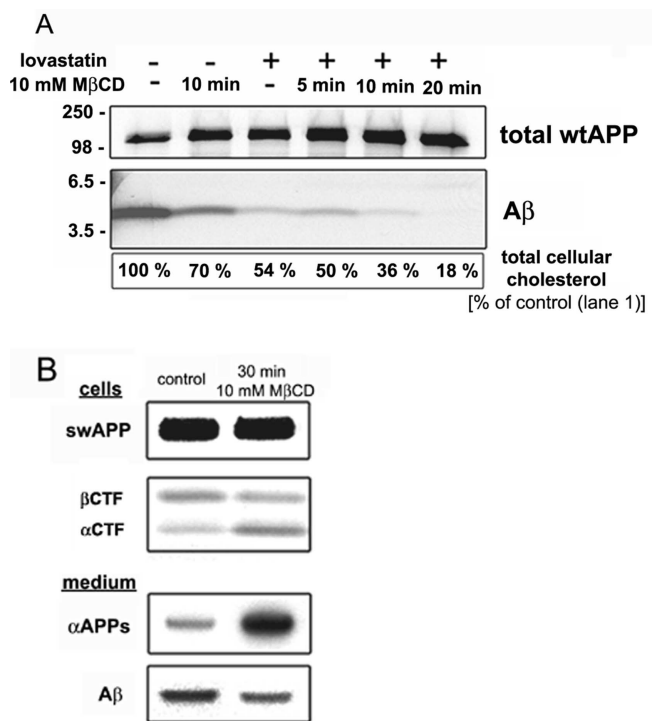 A
lovastatin - - + + + +
10 mM MβCD - 10 min - 5 min 10 min 20 min
250 -
98 -
total wtAPP
6.5 -
3.5 -
Aβ
100 % 70 % 54 % 50 % 36 % 18 %
total cellular
cholesterol
[% of control (lane 1)]
B
cells
control
30 min
10 mM MβCD
swAPP
βCTF
αCTF
medium
αAPPs
Aβ